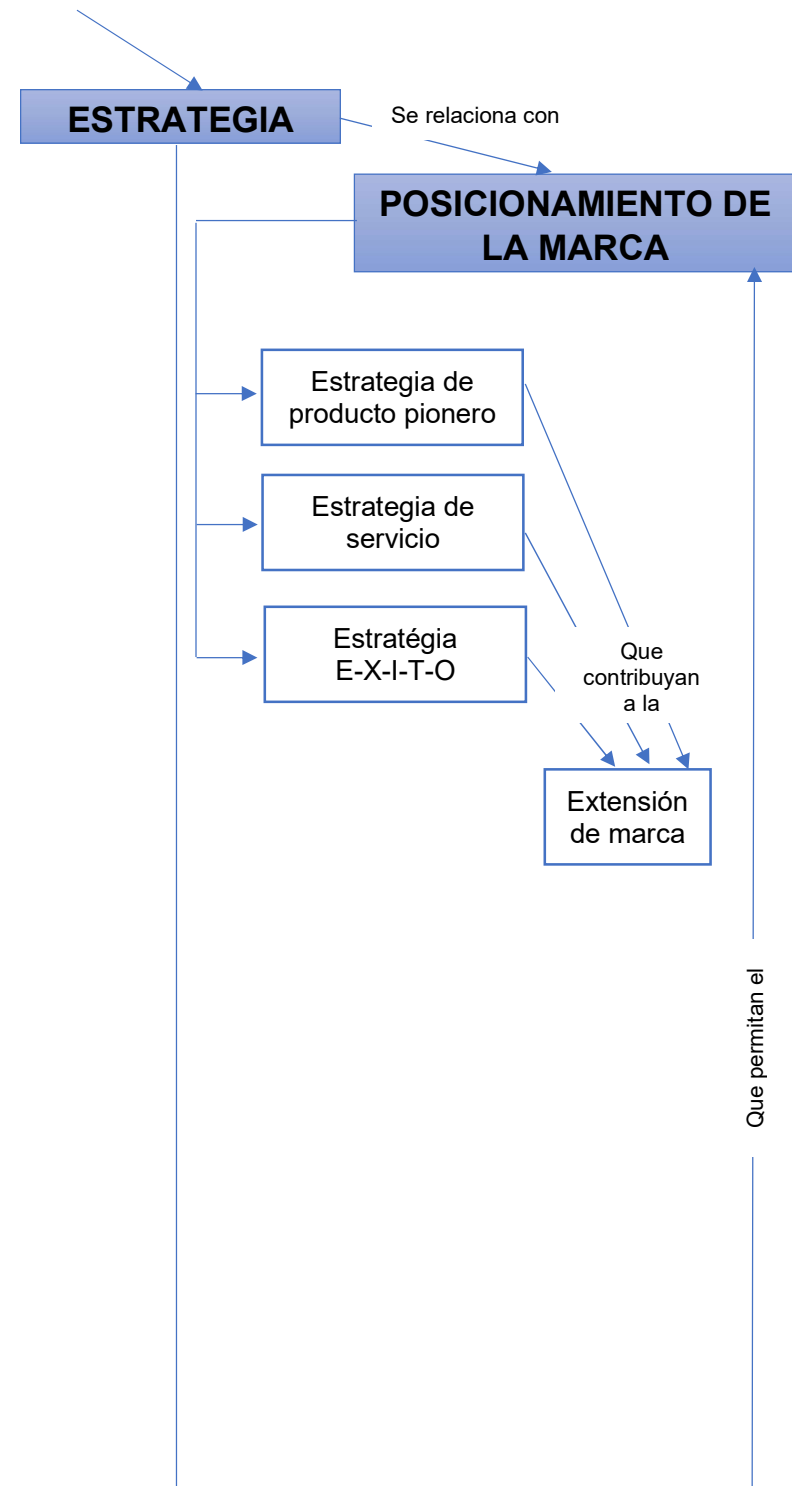 ESTRATEGIA
Se relaciona con
POSICIONAMIENTO DE
LA MARCA
Estrategia de
producto pionero
Estrategia de
servicio
Estratégia
E-X-I-T-O
Que
contribuyan
a la
Extensión
de marca
Que permitan el